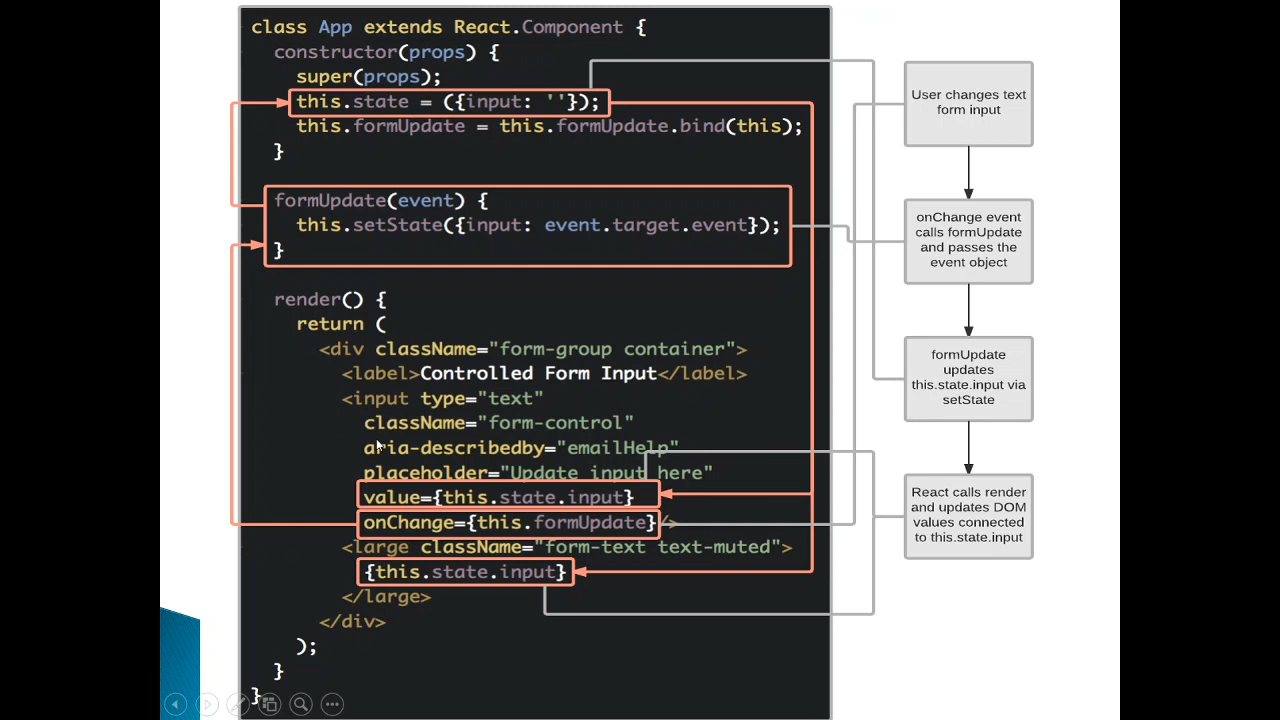 class App extends React.Component {
constructor(props) {
super(props);
this.state = ({input: ''});
this.formUpdate = this.formUpdate.bind(this);
}
formUpdate(event) {
this.setState({input: event.target.event});
}
render() {
return (
<div className="form-group container">
<label>Controlled Form Input</label>
<input type="text"
className="form-control"
aria-describedby="emailHelp"
placeholder="Update input here"
value={this.state.input}
onChange={this.formUpdate}/>
<large className="form-text text-muted">
{this.state.input}
</large>
</div>
);
}
}
User changes text
form input
onChange event
calls formUpdate
and passes the
event object
formUpdate
updates
this.state.input via
setState
React calls render
and updates DOM
values connected
to this.state.input